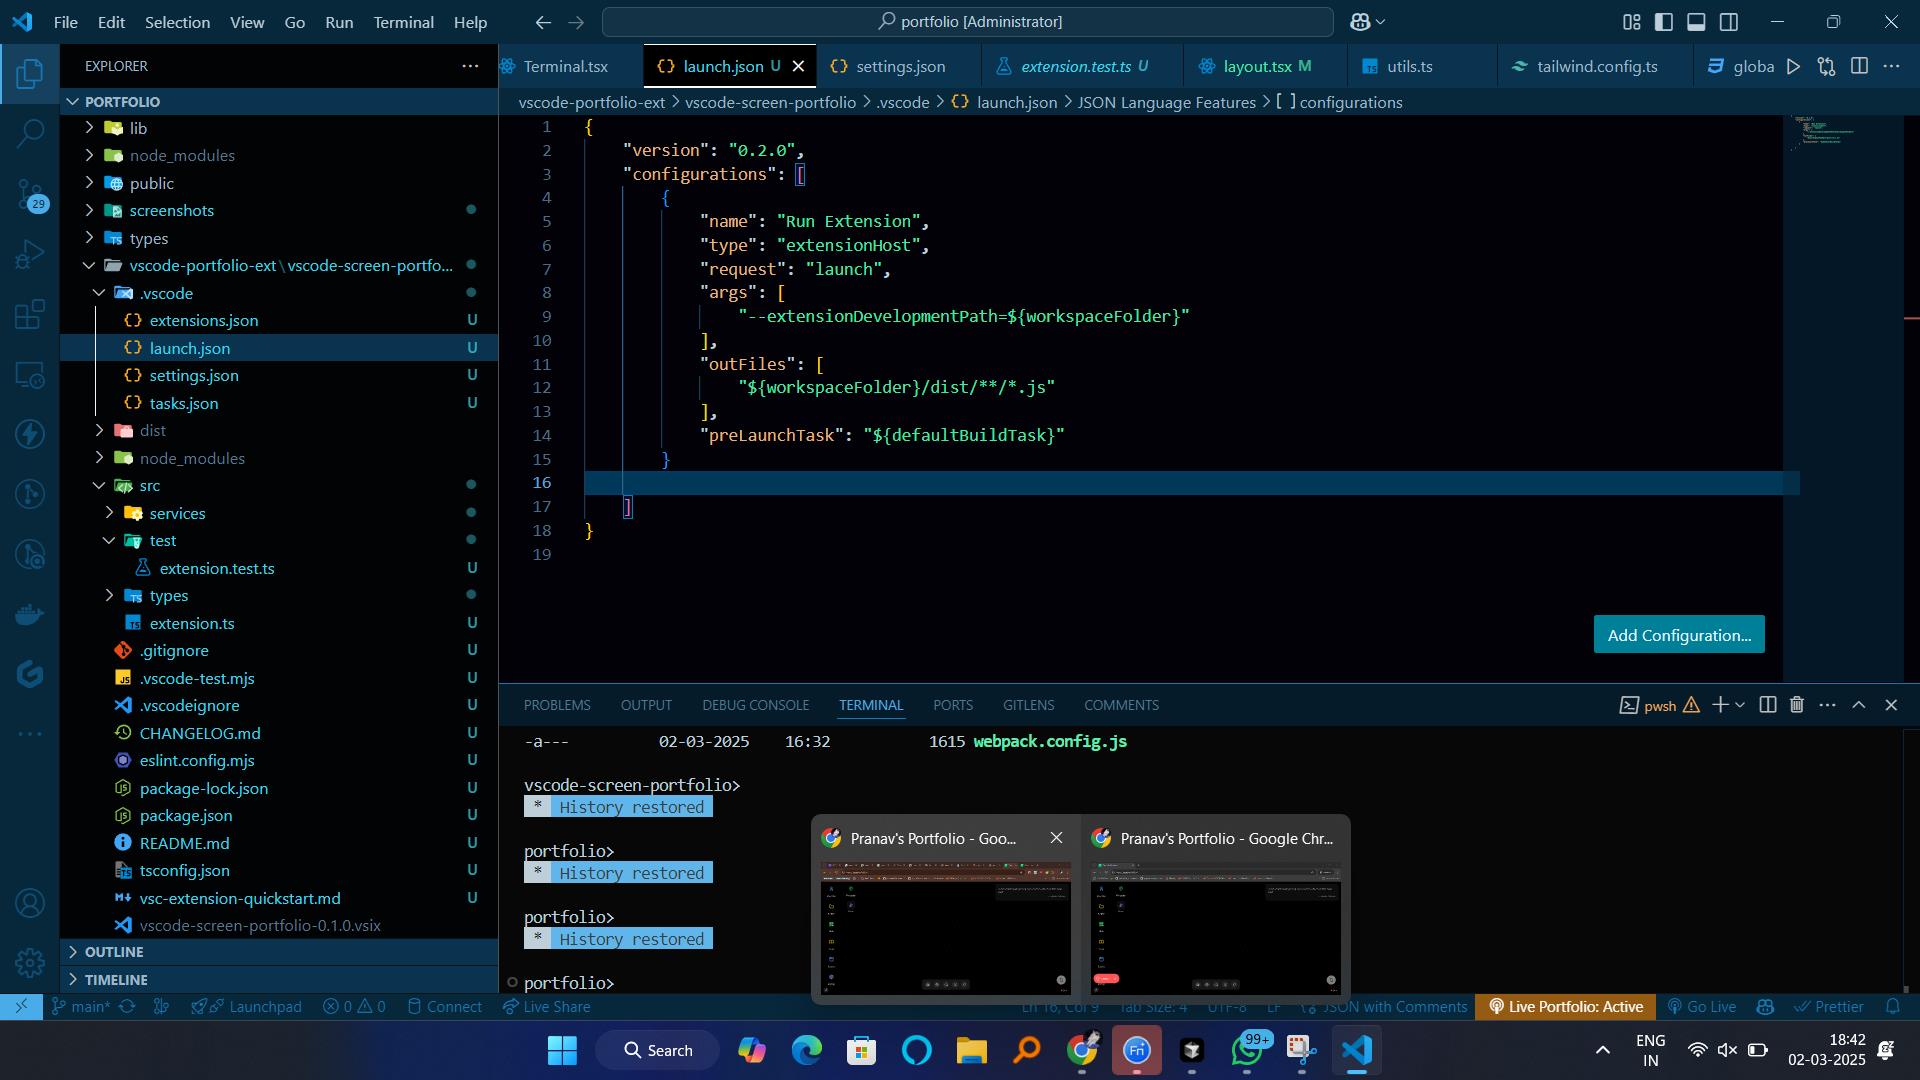 File Edit Selection View Go Run Terminal Help
portfolio [Administrator]
EXPLORER
Terminal.tsx
launch.json U
settings.json
extension.test.ts U
layout.tsx M
utils.ts
tailwind.config.ts
globa
PORTFOLIO
vscode-portfolio-ext > vscode-screen-portfolio > .vscode > {} launch.json > JSON Language Features > [ ] configurations
lib
node_modules
public
screenshots
types
vscode-portfolio-ext\vscode-screen-portfo...
.vscode
extensions.json U
launch.json U
settings.json U
tasks.json U
dist
node_modules
src
services
test
extension.test.ts U
types
extension.ts U
.gitignore U
.vscode-test.mjs U
.vscodeignore U
CHANGELOG.md U
eslint.config.mjs U
package-lock.json U
package.json U
README.md U
tsconfig.json U
vsc-extension-quickstart.md U
vscode-screen-portfolio-0.1.0.vsix
OUTLINE
TIMELINE
29
1 {
2 "version": "0.2.0",
3 "configurations": [
4 {
5 "name": "Run Extension",
6 "type": "extensionHost",
7 "request": "launch",
8 "args": [
9 "--extensionDevelopmentPath=${workspaceFolder}"
10 ],
11 "outFiles": [
12 "${workspaceFolder}/dist/**/*.js"
13 ],
14 "preLaunchTask": "${defaultBuildTask}"
15 }
16
17 ]
18 }
19
Add Configuration...
PROBLEMS OUTPUT DEBUG CONSOLE TERMINAL PORTS GITLENS COMMENTS
pwsh
-a--- 02-03-2025 16:32 1615 webpack.config.js
vscode-screen-portfolio>
* History restored
portfolio>
* History restored
portfolio>
* History restored
portfolio>
Pranav's Portfolio - Goo...
Pranav's Portfolio - Google Chr...
main* Launchpad 0 0 Connect Live Share
Ln 16, Col 9 Tab Size: 4 UTF-8 LF JSON with Comments Live Portfolio: Active Go Live Prettier
Search
Fn
99+
ENG
IN
18:42
02-03-2025